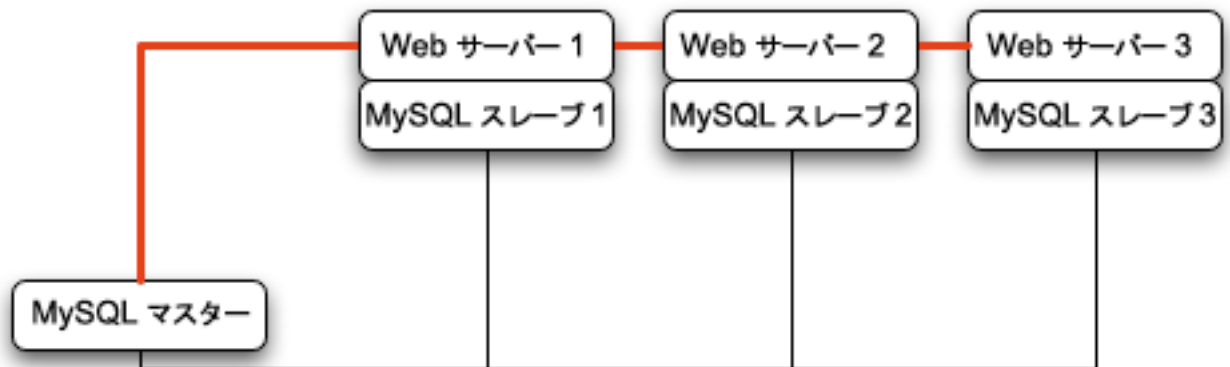 Web サーバー 1
MySQL スレーブ 1
Web サーバー 2
MySQL スレーブ 2
Web サーバー 3
MySQL スレーブ 3
MySQL マスター